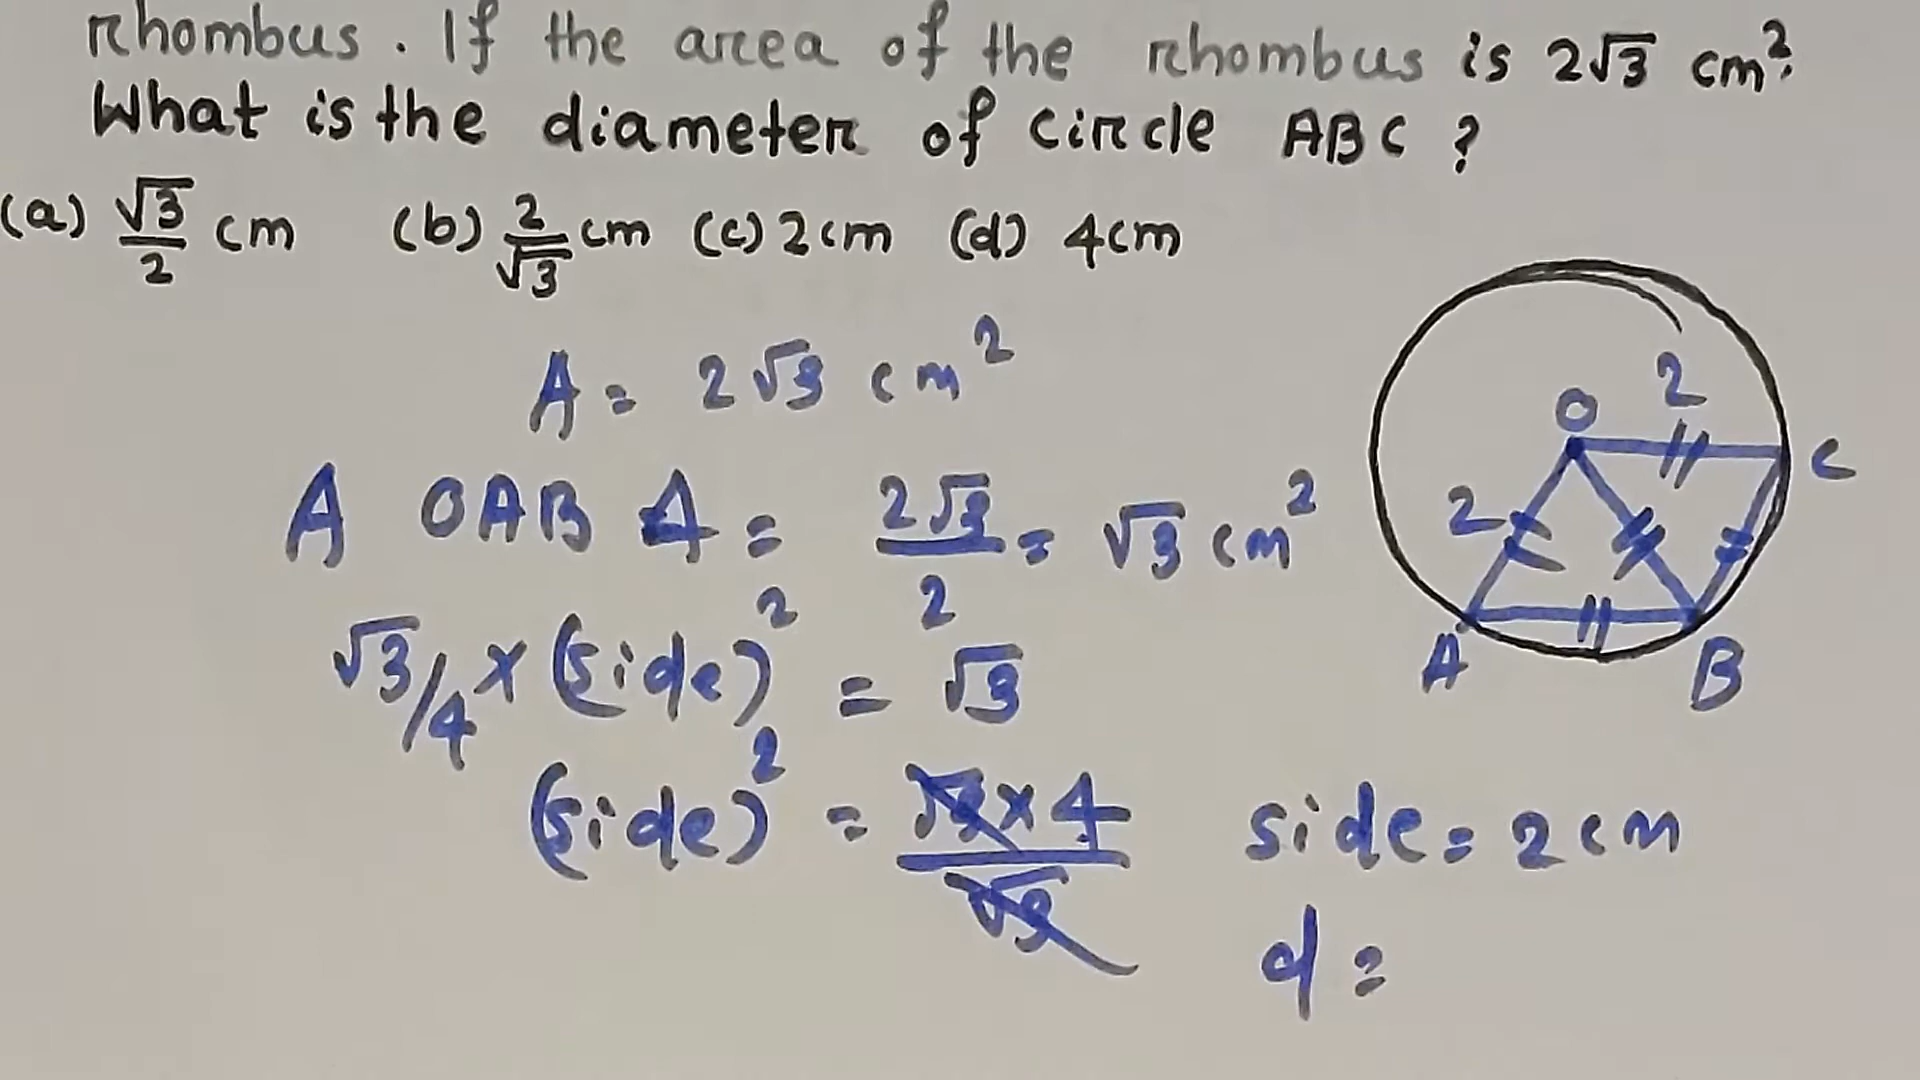 rhombus. If the area of the rhombus is 2√3 cm².
What is the diameter of circle ABC ?
(a) √3/2 cm (b) 2/√3 cm (c) 2cm (d) 4cm
A = 2√3 cm²
A OAB Δ = 2√3/2 = √3 cm²
√3/4 × (side)² = √3
(side)² = √3×4/√3 side = 2cm
d =
O
2
C
2
A
B